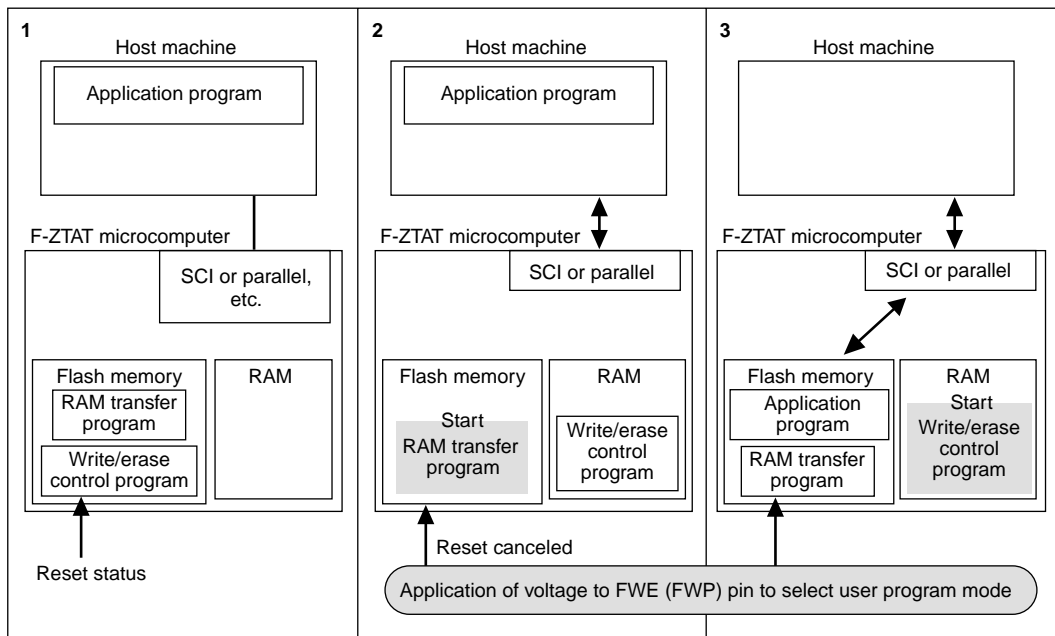 1
Host machine
Application program
F-ZTAT microcomputer
SCI or parallel,
etc.
Flash memory
RAM transfer
program
Write/erase
control program
RAM
Reset status
2
Host machine
Application program
F-ZTAT microcomputer
SCI or parallel
Flash memory
Start
RAM transfer
program
RAM
Write/erase
control
program
Reset canceled
3
Host machine
F-ZTAT microcomputer
SCI or parallel
Flash memory
Application
program
RAM transfer
program
RAM
Start
Write/erase
control
program
Application of voltage to FWE (FWP) pin to select user program mode